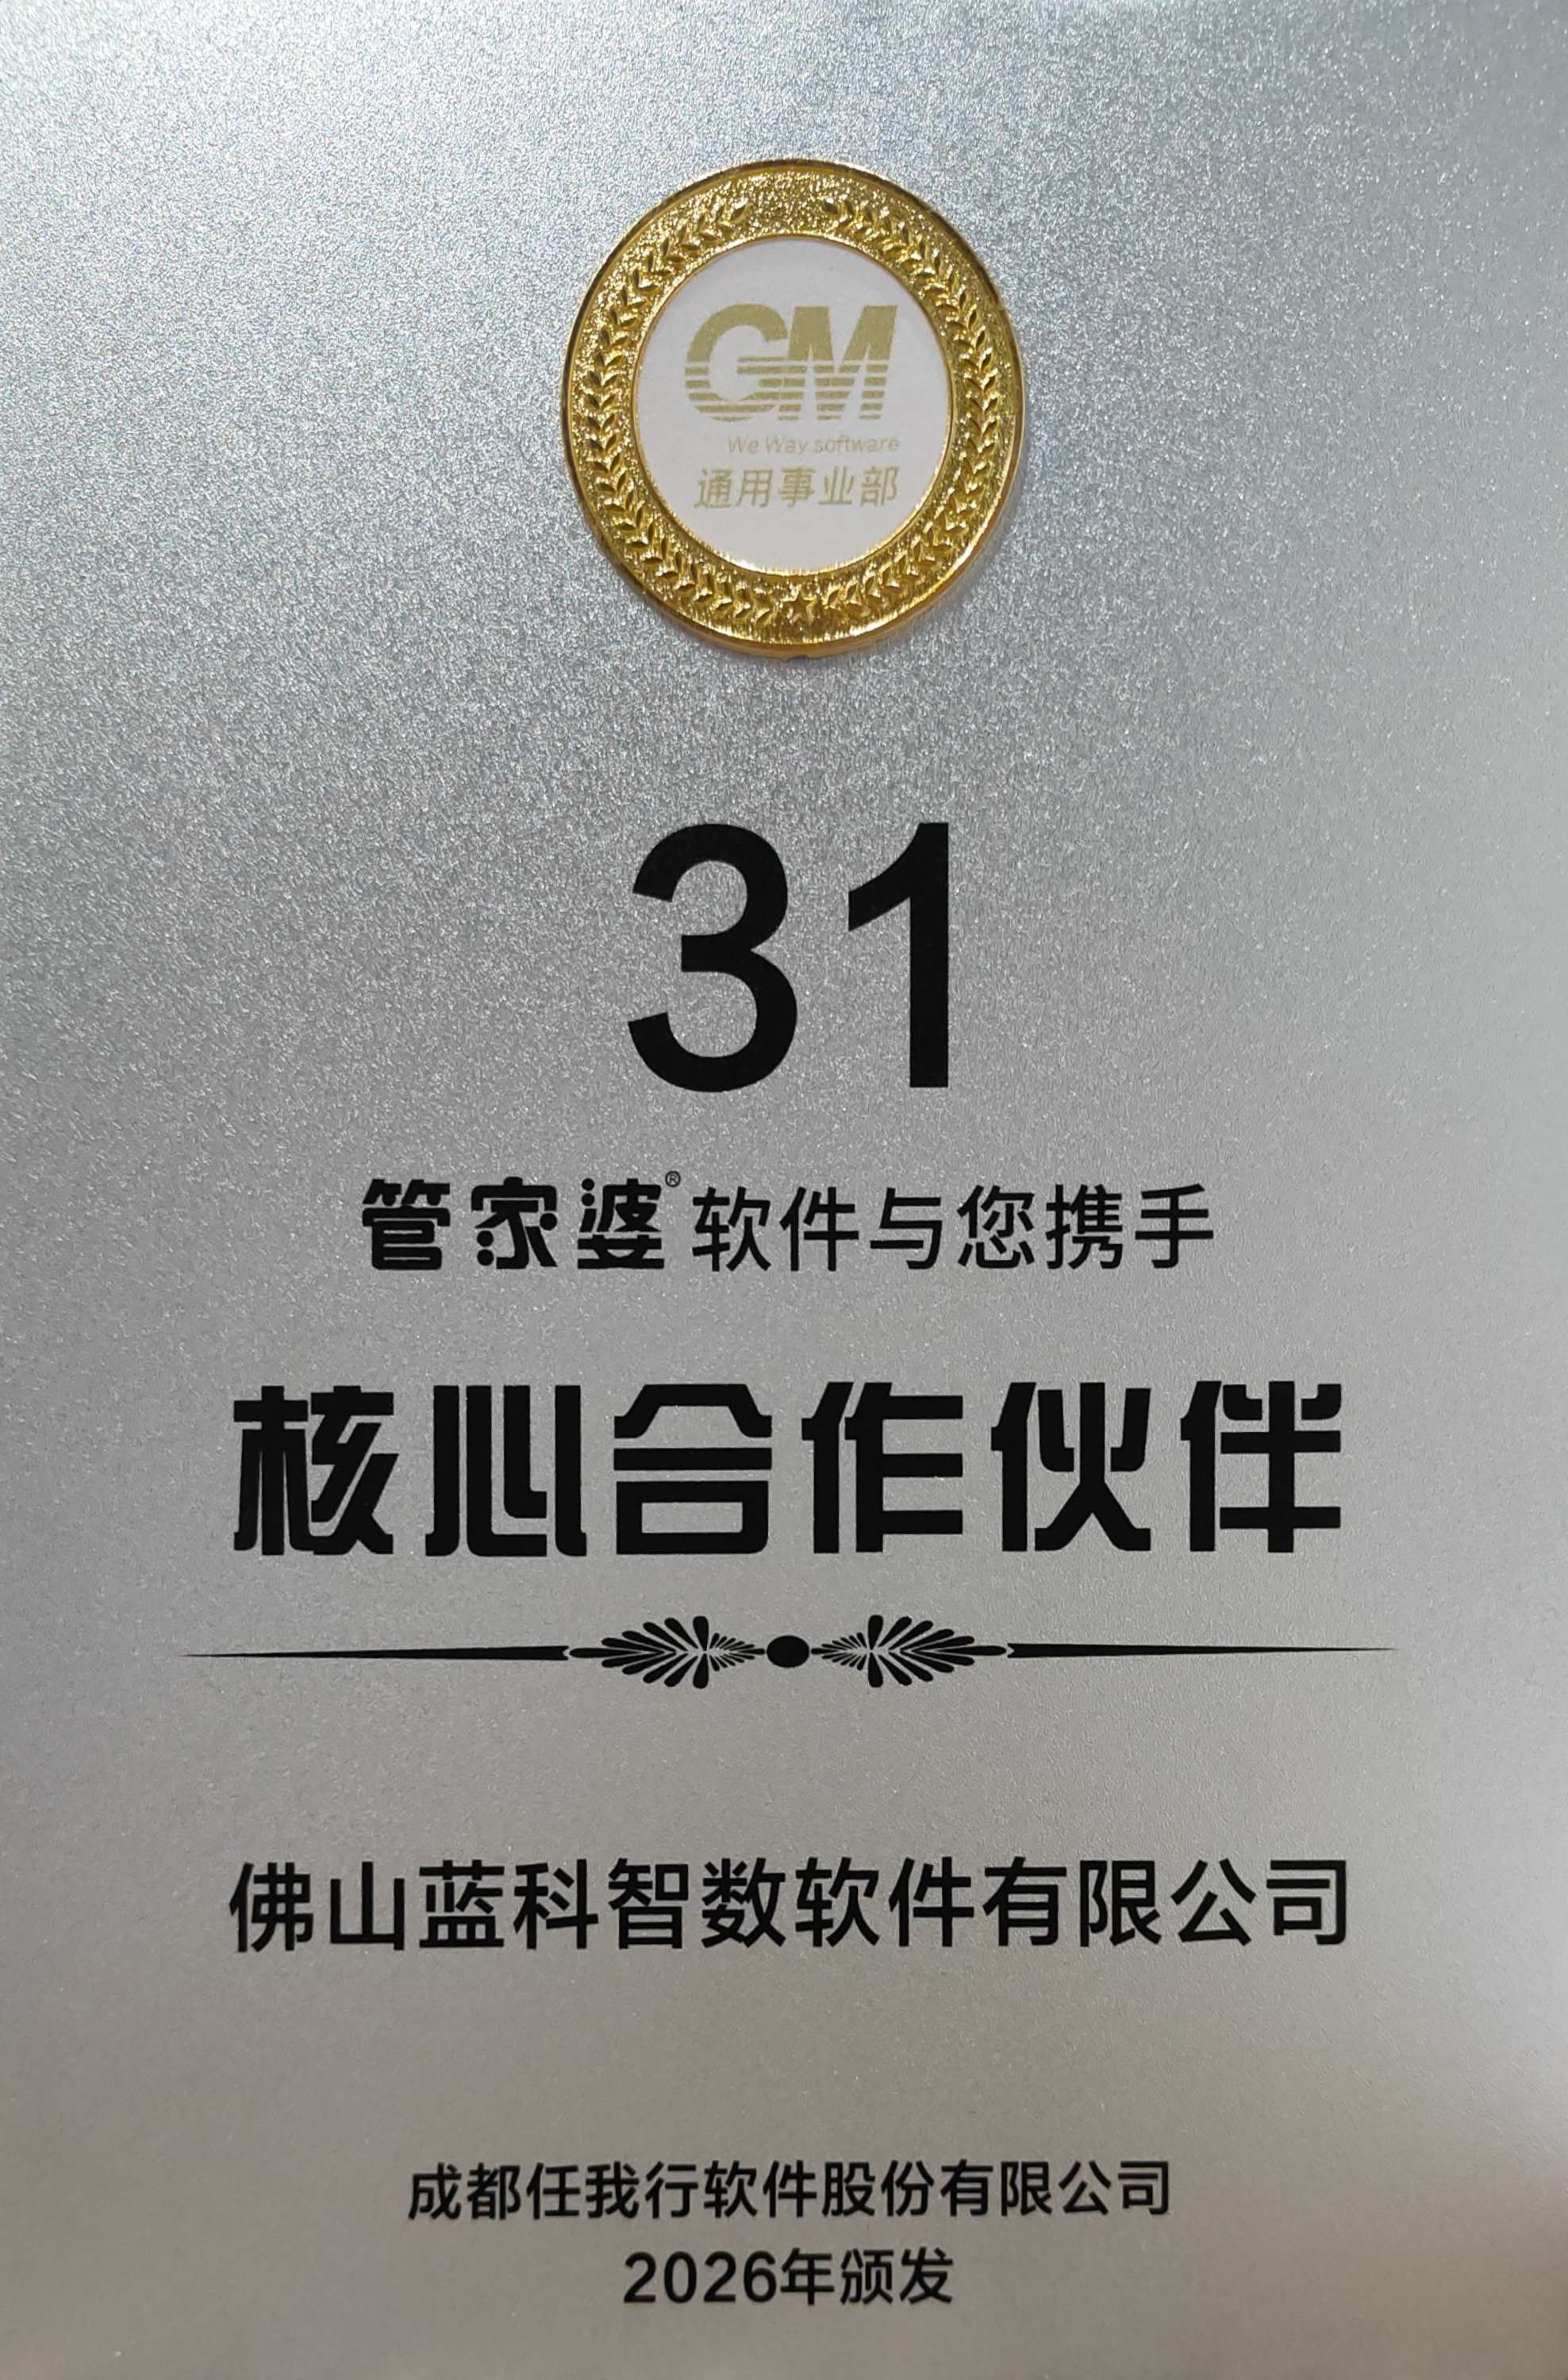 GM
We Way software
通用事业部
31
管家婆®软件与您携手
核心合作伙伴
佛山蓝科智数软件有限公司
成都任我行软件股份有限公司
2026年颁发